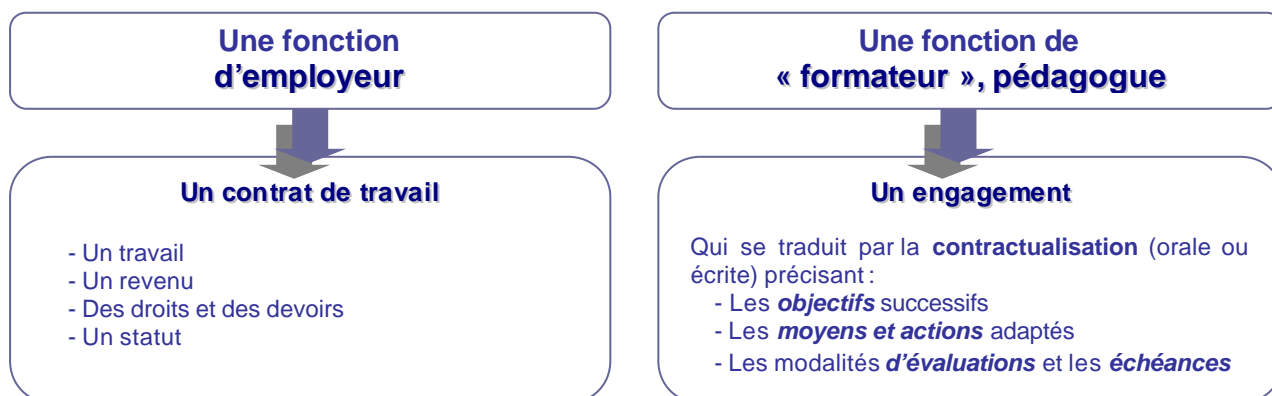 Une fonction
d’employeur
Un contrat de travail
- Un travail
- Un revenu
- Des droits et des devoirs
- Un statut
Une fonction de
« formateur », pédagogue
Un engagement
Qui se traduit par la contractualisation (orale ou
écrite) précisant :
- Les objectifs successifs
- Les moyens et actions adaptés
- Les modalités d’évaluations et les échéances